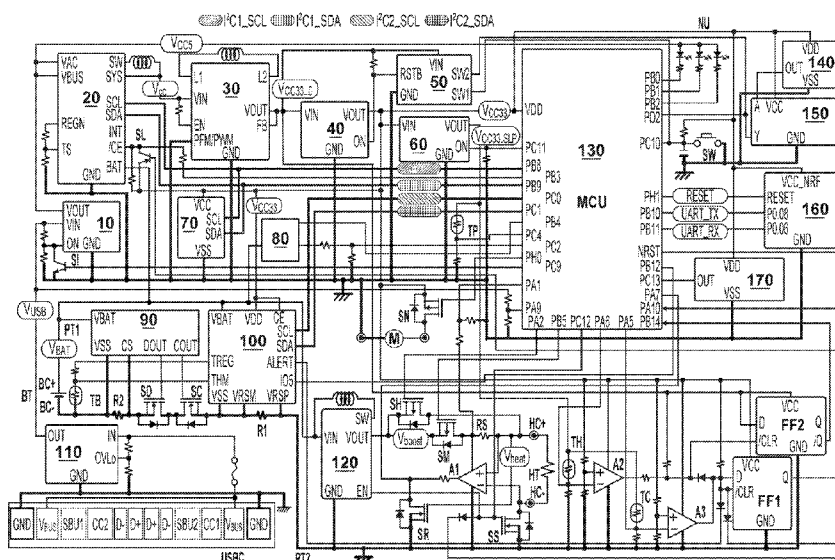 I²C1_SCL I²C1_SDA I²C2_SCL I²C2_SDA
NU
VCC5
VAC
VBUS
SW
SYS
20
SCL
SDA
INT
/CE
BAT
REGN
TS
GND
SL
L1
L2
VIN
30
VOUT
EN
FB
PFM/PWM
GND
VCC33_0
VIN
VOUT
40
ON
GND
VIN
RSTB
50
SW2
SW1
GND
VCC33
VIN
VOUT
60
ON
GND
VCC33_SLP
VDD
130
MCU
PC11
PB8
PB3
PB9
PC0
PC1
PB4
PC4
PC2
PH0
PC9
PA1
PA9
PA2
PB5
PC12
PA6
PA5
PB0
PB1
PB2
PD2
PC10
PH1
PB10
PB11
NRST
PB12
PC13
PA7
PA10
PB14
VDD
OUT
140
VSS
A
VCC
150
Y
GND
SW
RESET
UART_TX
UART_RX
VCC_NRF
RESET
160
P0.08
P0.06
GND
VDD
OUT
170
VSS
VOUT
VIN
10
ON
GND
SI
VCC
70
SCL
SDA
VSS
VCC33
80
TP
SN
M
VUSB
PT1
VBAT
VBAT
90
VSS
CS
DOUT
COUT
VBAT
VDD
CE
100
SCL
SDA
ALERT
TREG
THM
IO5
VSS
VRSM
VRSP
BT
BC+
BC-
TB
R2
SD
SC
R1
OUT
IN
110
OVLo
GND
VIN
SW
VOUT
120
GND
EN
SH
Vboost
SM
RS
A1
SR
SS
Vheat
HC+
HT
HC-
TH
A2
TC
A3
VCC
D
FF2
/CLR
/Q
GND
VCC
D
Q
/CLR
FF1
GND
GND
VBUS
SBU1
CC2
D-
D+
D+
D-
SBU2
CC1
VBUS
GND
USBC
PT2